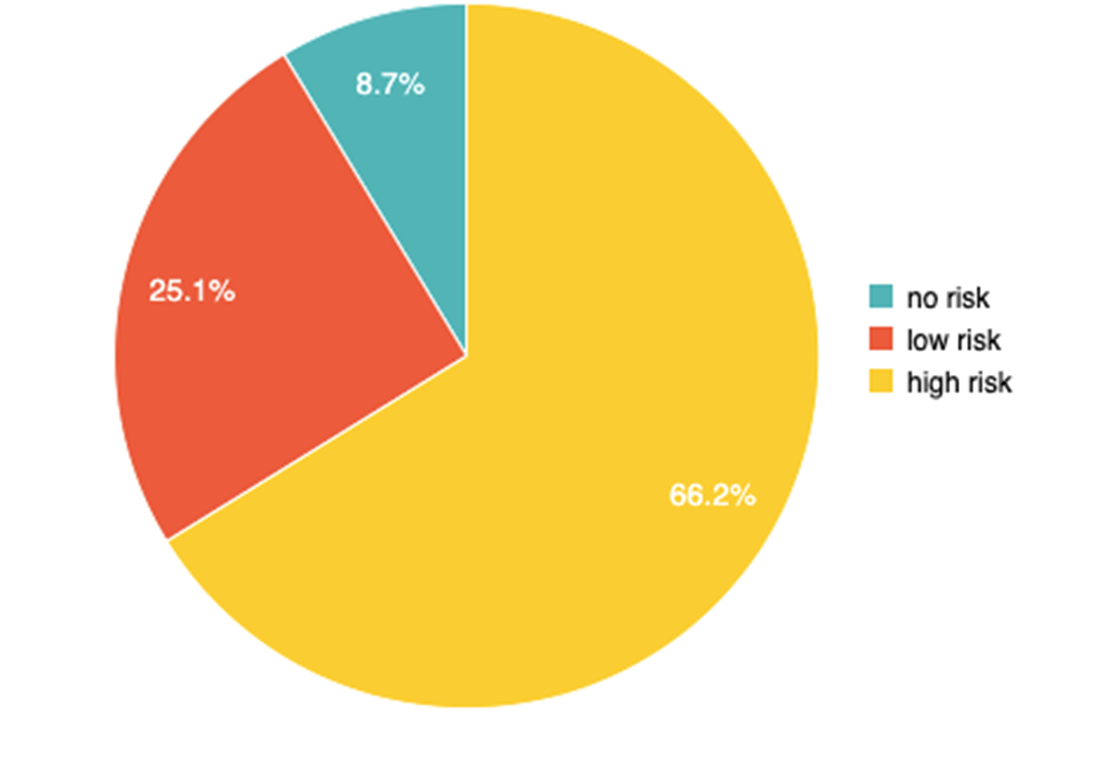 8.7%
25.1%
no risk
low risk
high risk
66.2%